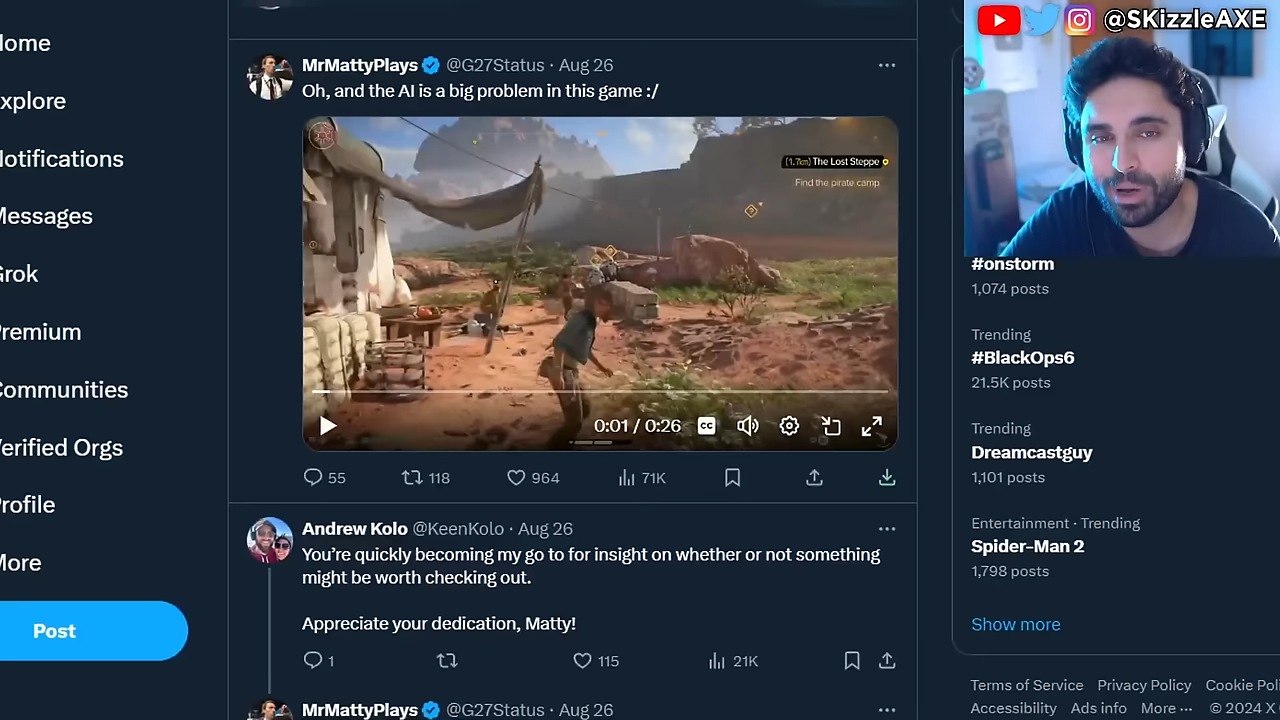 @SKizzleAXE
ome
xplore
otifications
essages
rok
remium
ommunities
erified Orgs
rofile
ore
Post
MrMattyPlays @G27Status · Aug 26
Oh, and the AI is a big problem in this game :/
(1.7km) The Lost Steppe
Find the pirate camp
0:01 / 0:26
CC
55
118
964
71K
Andrew Kolo @KeenKolo · Aug 26
You're quickly becoming my go to for insight on whether or not something
might be worth checking out.
Appreciate your dedication, Matty!
1
115
21K
MrMattyPlays @G27Status · Aug 26
#onstorm
1,074 posts
Trending
#BlackOps6
21.5K posts
Trending
Dreamcastguy
1,101 posts
Entertainment · Trending
Spider-Man 2
1,798 posts
Show more
Terms of Service Privacy Policy Cookie Poli
Accessibility Ads info More ··· © 2024 X